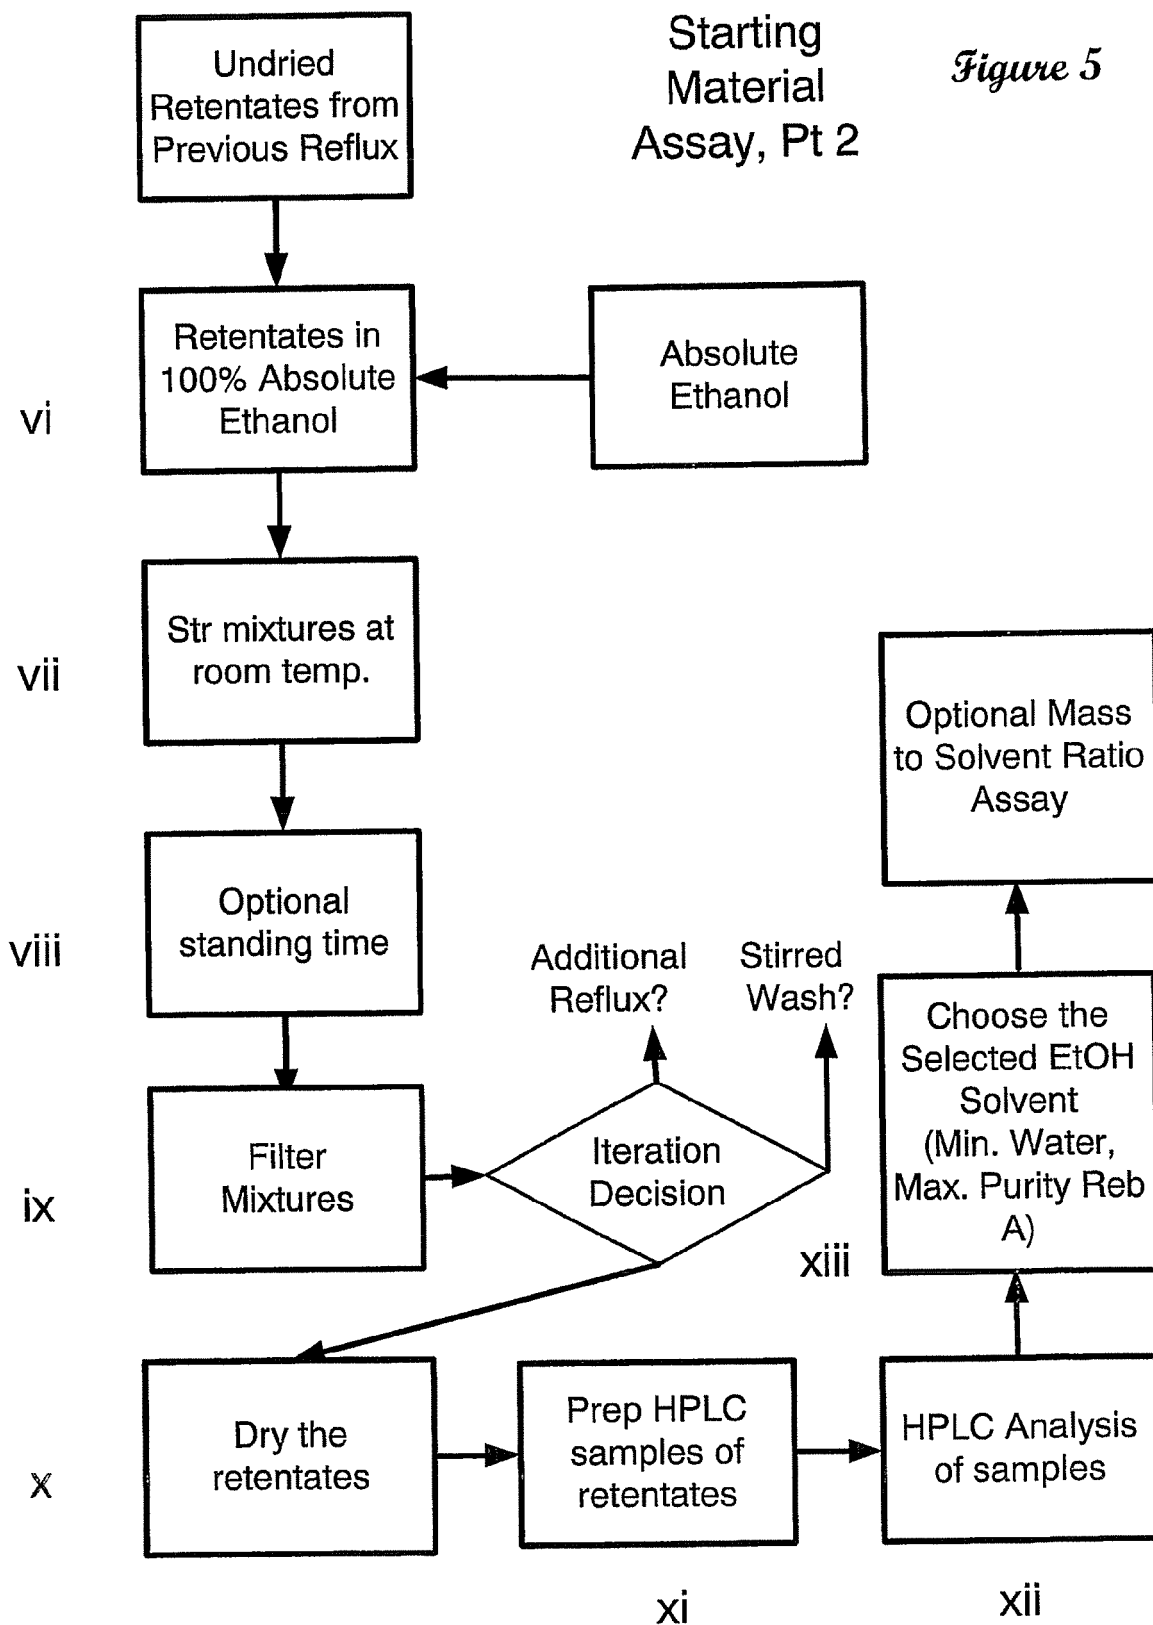 Starting
Material
Assay, Pt 2
Figure 5
Undried
Retentates from
Previous Reflux
Retentates in
100% Absolute
Ethanol
Absolute
Ethanol
vi
Str mixtures at
room temp.
vii
Optional Mass
to Solvent Ratio
Assay
Optional
standing time
viii
Additional
Reflux?
Stirred
Wash?
Choose the
Selected EtOH
Solvent
(Min. Water,
Max. Purity Reb
A)
Filter
Mixtures
Iteration
Decision
ix
xiii
Dry the
retentates
Prep HPLC
samples of
retentates
HPLC Analysis
of samples
x
xi
xii